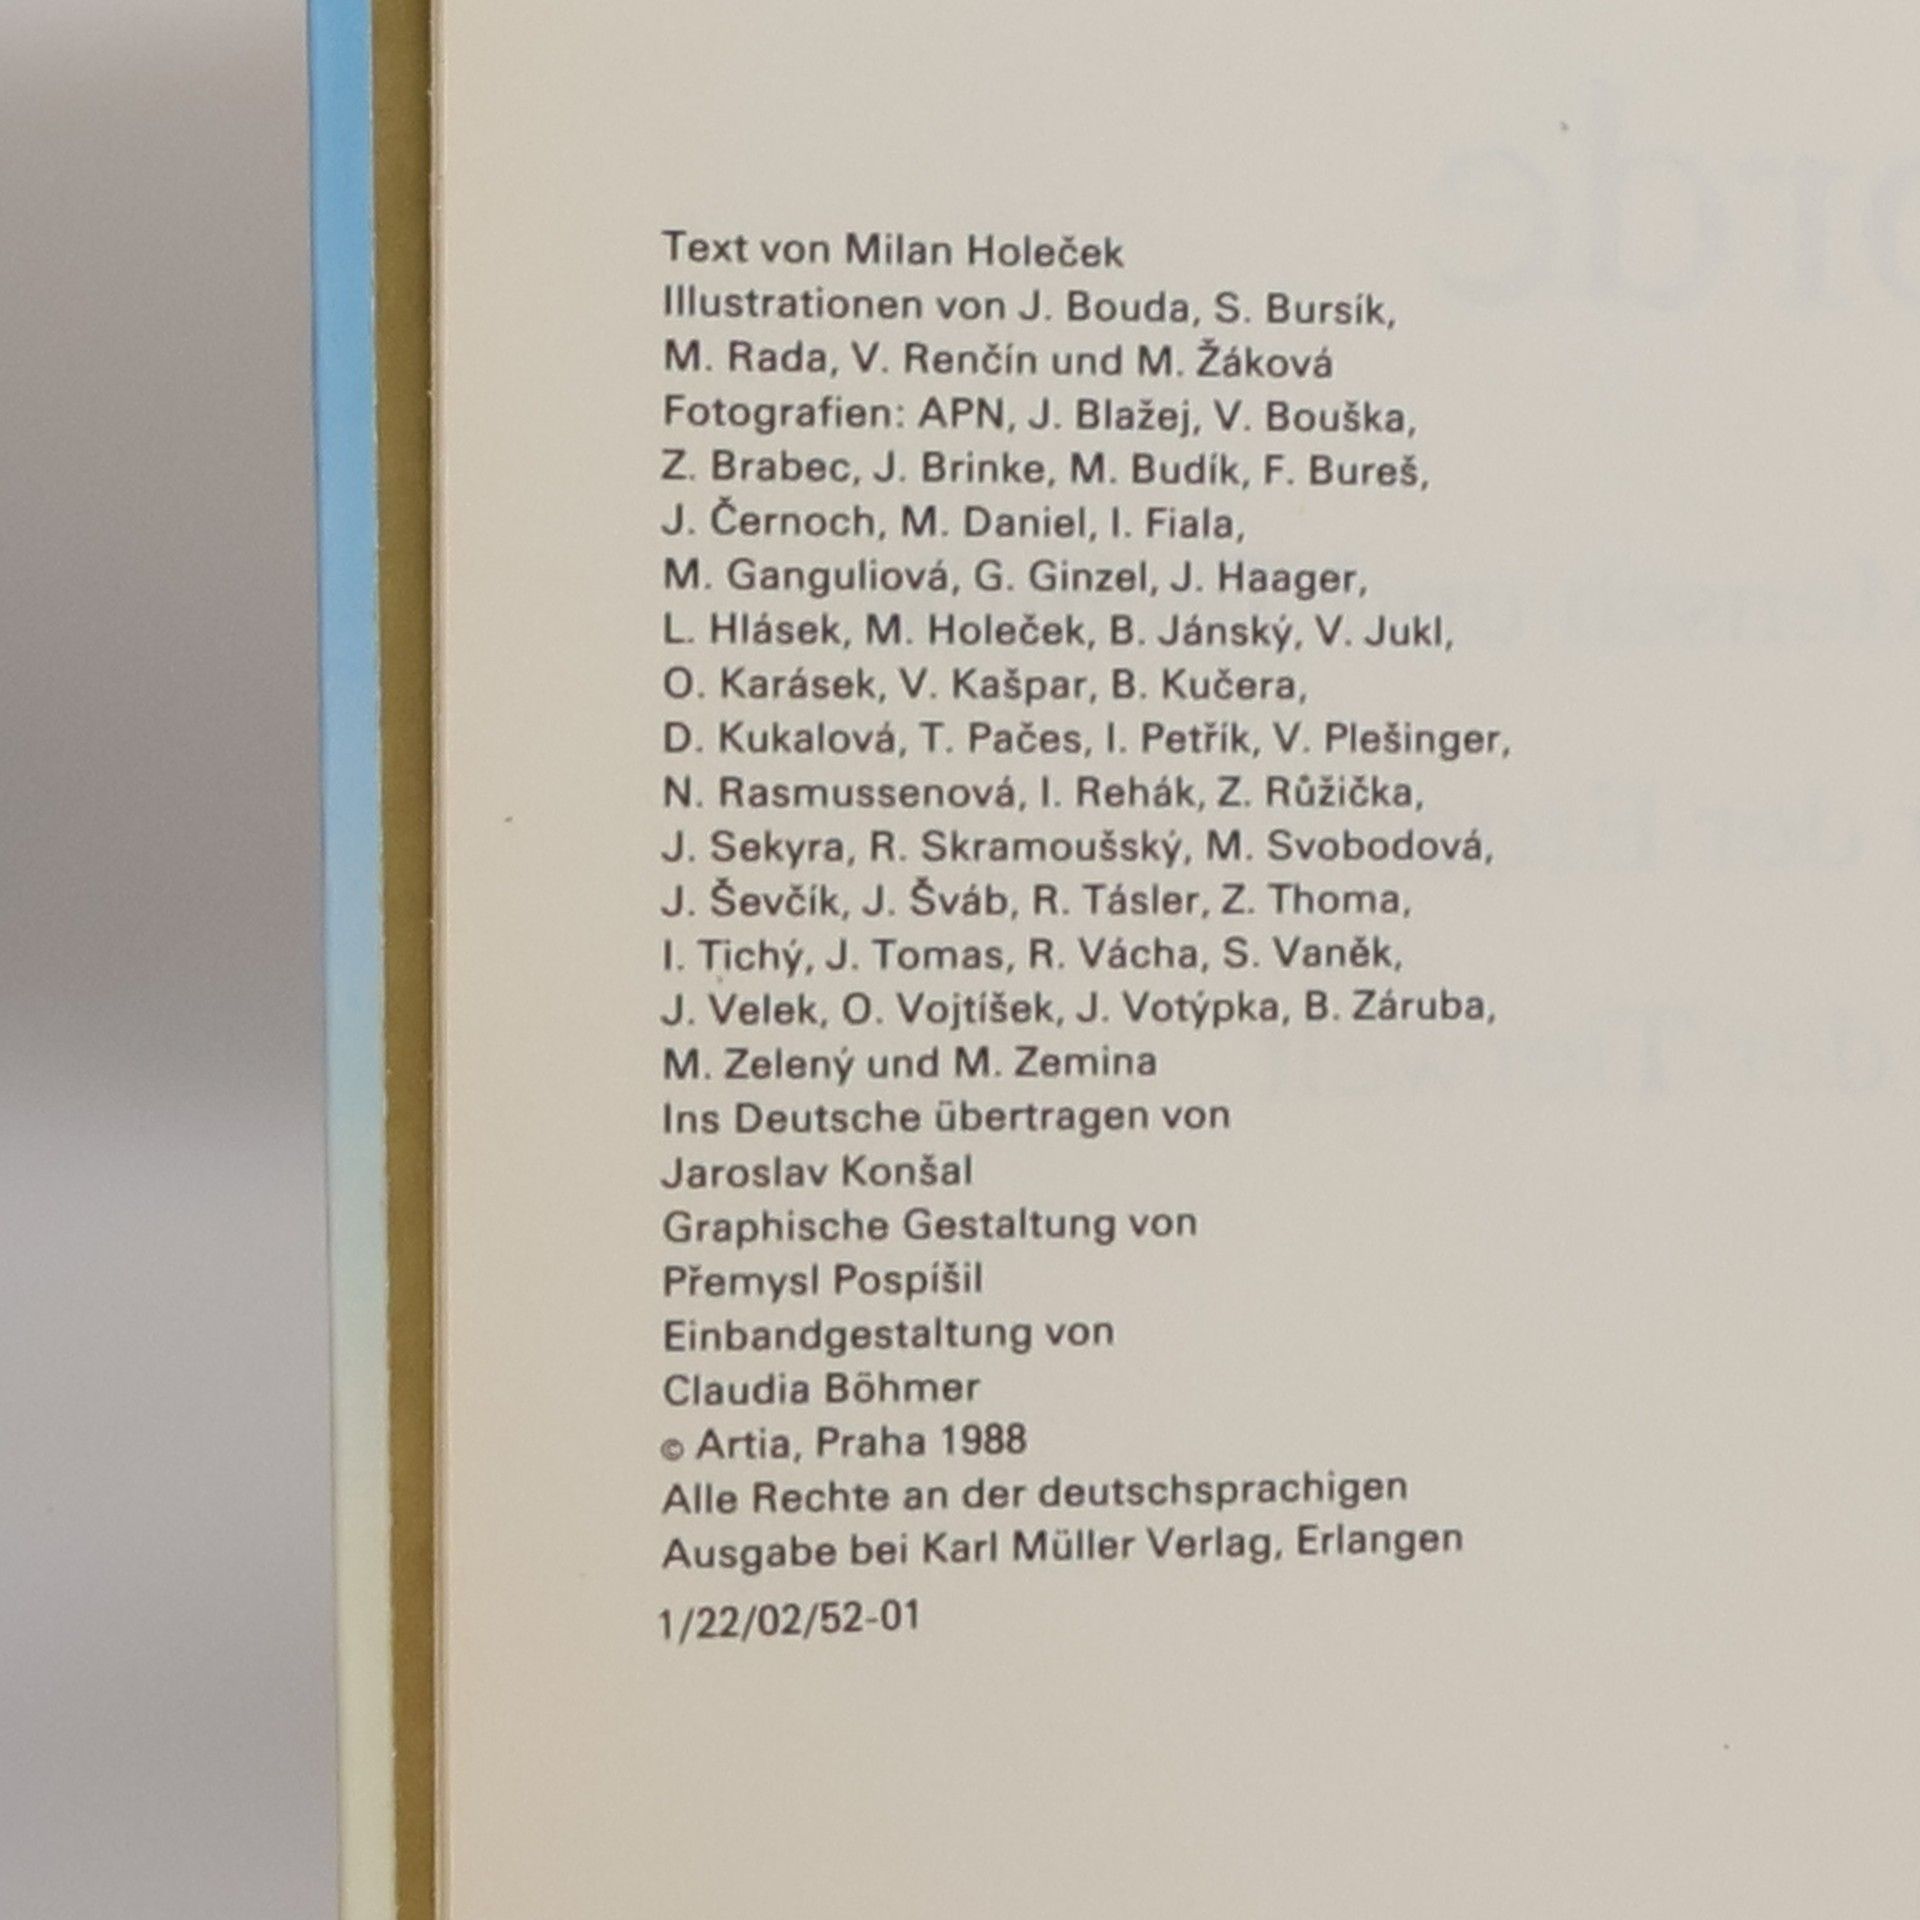 Text von Milan Holeček
Illustrationen von J. Bouda, S. Bursík,
M. Rada, V. Renčín und M. Žáková
Fotografien: APN, J. Blažej, V. Bouška,
Z. Brabec, J. Brinke, M. Budík, F. Bureš,
J. Černoch, M. Daniel, I. Fiala,
M. Ganguliová, G. Ginzel, J. Haager,
L. Hlásek, M. Holeček, B. Jánský, V. Jukl,
O. Karásek, V. Kašpar, B. Kučera,
D. Kukalová, T. Pačes, I. Petřík, V. Plešinger,
N. Rasmussenová, I. Rehák, Z. Růžička,
J. Sekyra, R. Skramoušský, M. Svobodová,
J. Ševčík, J. Šváb, R. Tásler, Z. Thoma,
I. Tichý, J. Tomas, R. Vácha, S. Vaněk,
J. Velek, O. Vojtíšek, J. Votýpka, B. Záruba,
M. Zelený und M. Zemina
Ins Deutsche übertragen von
Jaroslav Konšal
Graphische Gestaltung von
Přemysl Pospíšil
Einbandgestaltung von
Claudia Böhmer
© Artia, Praha 1988
Alle Rechte an der deutschsprachigen
Ausgabe bei Karl Müller Verlag, Erlangen
1/22/02/52-01